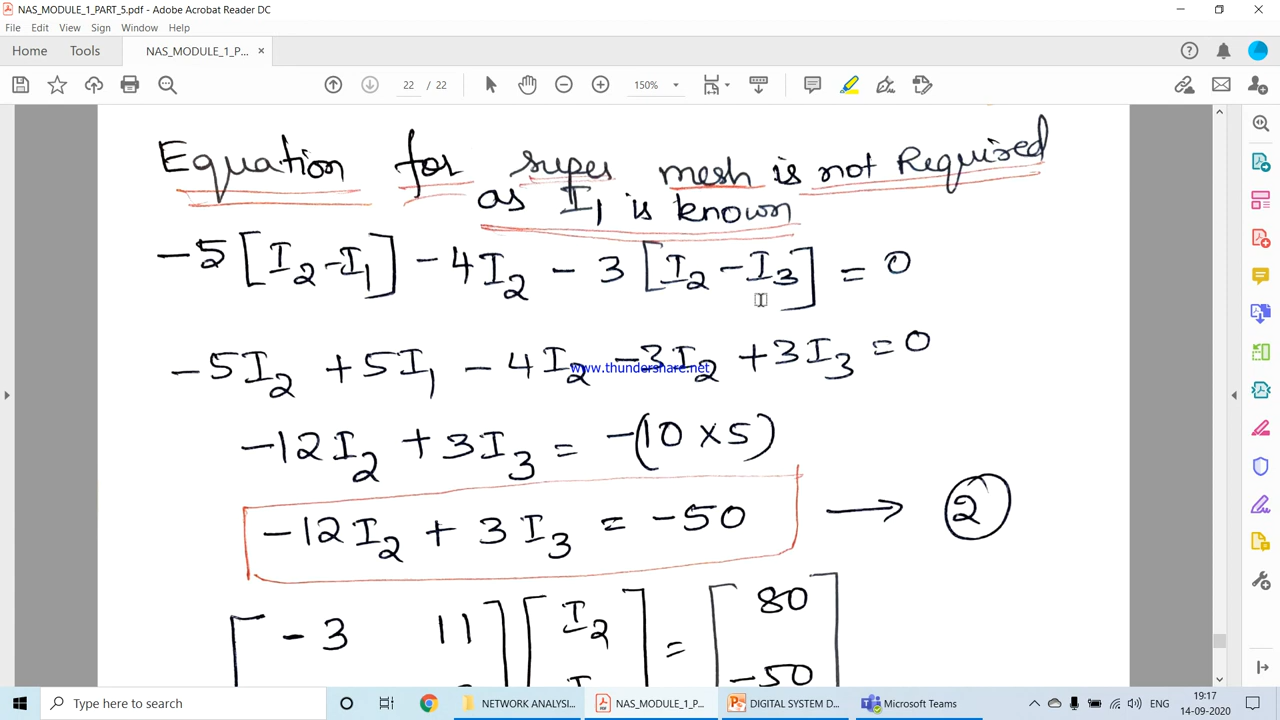 NAS_MODULE_1_PART_5.pdf - Adobe Acrobat Reader DC
File Edit View Sign Window Help
Home Tools NAS_MODULE_1_P... ×
22 / 22 150%
Equation for super mesh is not Required
as I₁ is known
-5[I₂-I₁] -4I₂ - 3[I₂-I₃] = 0
-5I₂ +5I₁ - 4I₂ -3I₂ +3I₃ = 0
www.thundershare.net
-12I₂ + 3I₃ = -(10 × 5)
-12I₂ + 3I₃ = -50 → 2
-3 11 I₂ = 80
-50
Type here to search
NETWORK ANALYSI...
NAS_MODULE_1_P...
DIGITAL SYSTEM D...
Microsoft Teams
ENG
19:17
14-09-2020